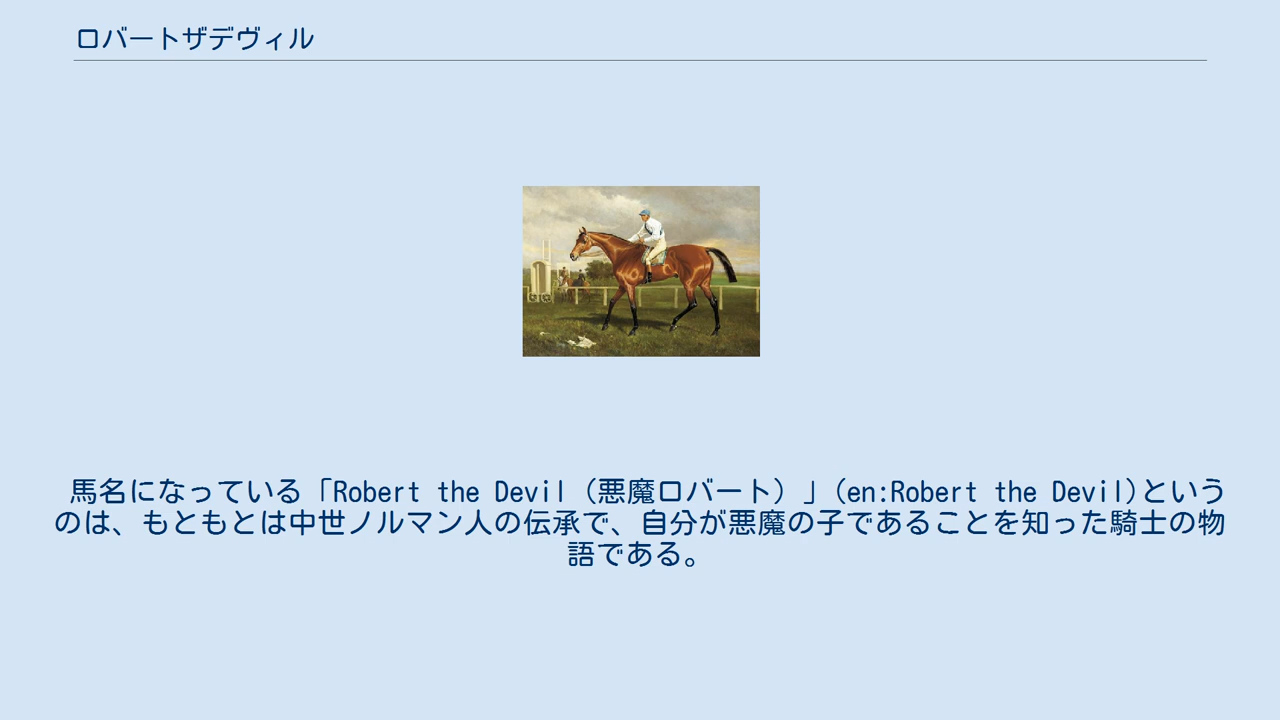 ロバートザデヴィル
馬名になっている「Robert the Devil（悪魔ロバート）」(en:Robert the Devil)という
のは、もともとは中世ノルマン人の伝承で、自分が悪魔の子であることを知った騎士の物
語である。